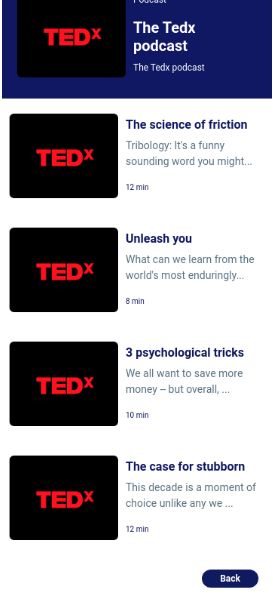 Podcast
TEDx
The Tedx
podcast
The Tedx podcast
TEDx
The science of friction
Tribology: It's a funny
sounding word you might...
12 min
TEDx
Unleash you
What can we learn from the
world's most enduringly...
8 min
TEDx
3 psychological tricks
We all want to save more
money – but overall, ...
10 min
TEDx
The case for stubborn
This decade is a moment of
choice unlike any we ...
12 min
Back